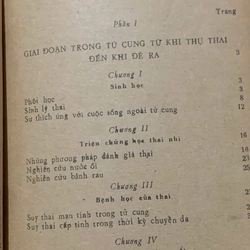 Trang
Phần I
GIAI ĐOẠN TRONG TỬ CUNG TỪ KHI THỤ THAI
ĐẾN KHI ĐẺ RA 3
Chương I
Sinh học
Phôi học 3
Sinh lý thai 8
Sự thích ứng với cuộc sống ngoài tử cung 12
Chương II
Triệu chứng học thai nhi
Những phương pháp đánh giá thai 16
Nghiên cứu nước ối 18
Nghiên cứu bánh rau 23
Chương III
Bệnh học của thai
Suy thai mạn tính trong tử cung
Suy thai cấp tính trong thời kỳ chuyển dạ
Chương IV